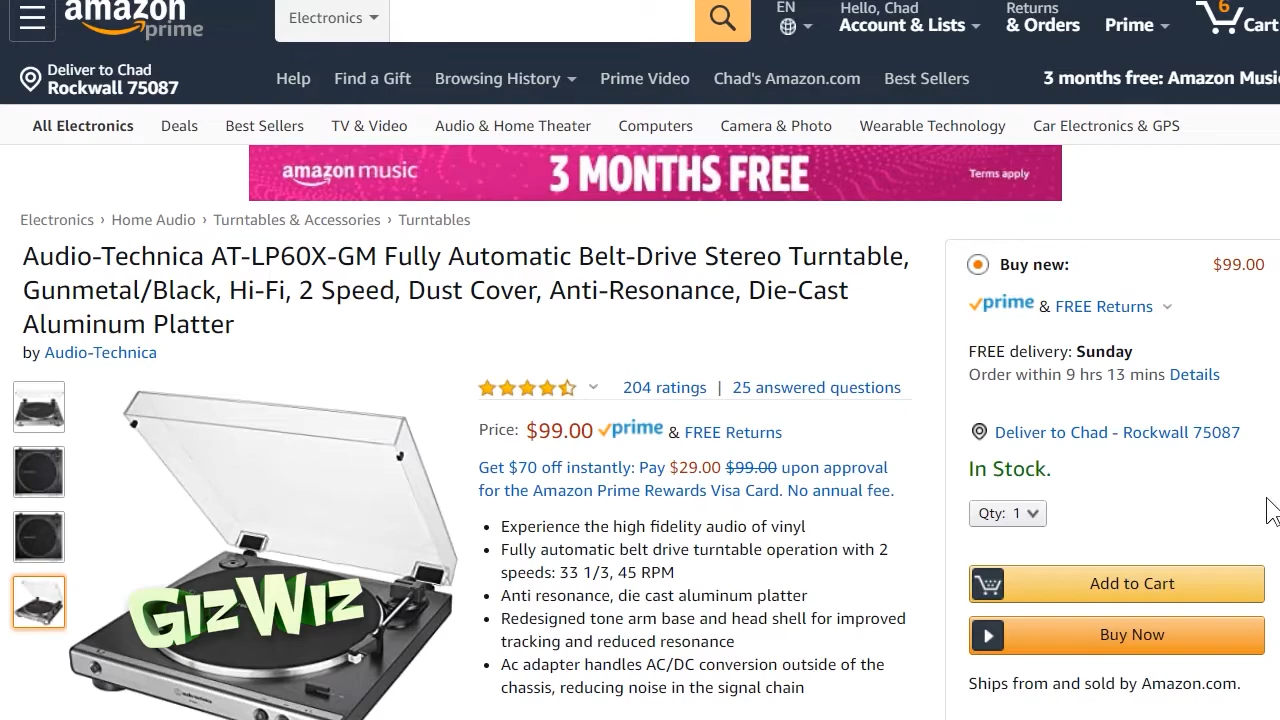 amazon
prime
Electronics
EN
Hello, Chad
Account & Lists
Returns
& Orders
Prime
6
Cart
Deliver to Chad
Rockwall 75087
Help Find a Gift Browsing History Prime Video Chad's Amazon.com Best Sellers 3 months free: Amazon Musi
All Electronics Deals Best Sellers TV & Video Audio & Home Theater Computers Camera & Photo Wearable Technology Car Electronics & GPS
amazon music 3 MONTHS FREE Terms apply
Electronics › Home Audio › Turntables & Accessories › Turntables
Audio-Technica AT-LP60X-GM Fully Automatic Belt-Drive Stereo Turntable,
Gunmetal/Black, Hi-Fi, 2 Speed, Dust Cover, Anti-Resonance, Die-Cast
Aluminum Platter
by Audio-Technica
204 ratings | 25 answered questions
Price: $99.00 prime & FREE Returns
Get $70 off instantly: Pay $29.00 $99.00 upon approval
for the Amazon Prime Rewards Visa Card. No annual fee.
• Experience the high fidelity audio of vinyl
• Fully automatic belt drive turntable operation with 2
speeds: 33 1/3, 45 RPM
• Anti resonance, die cast aluminum platter
• Redesigned tone arm base and head shell for improved
tracking and reduced resonance
• Ac adapter handles AC/DC conversion outside of the
chassis, reducing noise in the signal chain
GIZWIZ
Buy new: $99.00
prime & FREE Returns
FREE delivery: Sunday
Order within 9 hrs 13 mins Details
Deliver to Chad - Rockwall 75087
In Stock.
Qty: 1
Add to Cart
Buy Now
Ships from and sold by Amazon.com.